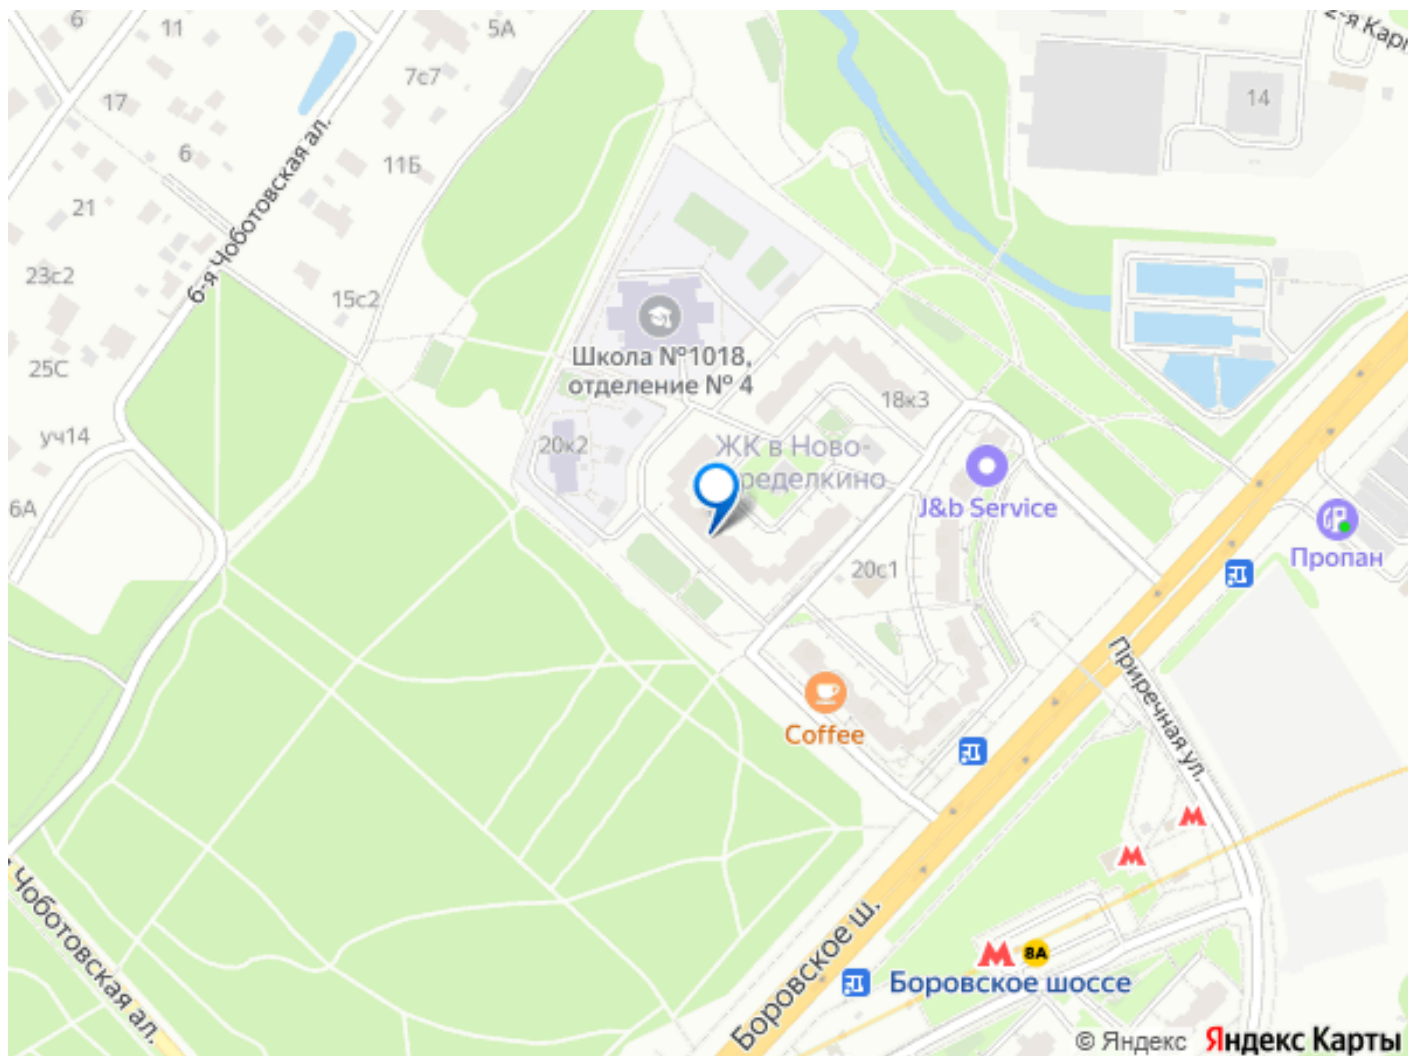 6
11
5А
2-я Карп
7с7
17
14
6
11Б
6-я Чоботовская ал.
21
23с2
15с2
Школа №1018,
отделение № 4
25С
18к3
уч14
20к2
ЖК в Ново-
ределкино
6А
J&b Service
Пропан
20с1
Приречная ул.
Coffee
Чоботовская ал.
Боровское ш.
М
М
М
8А
Боровское шоссе
© Яндекс
Яндекс Карты